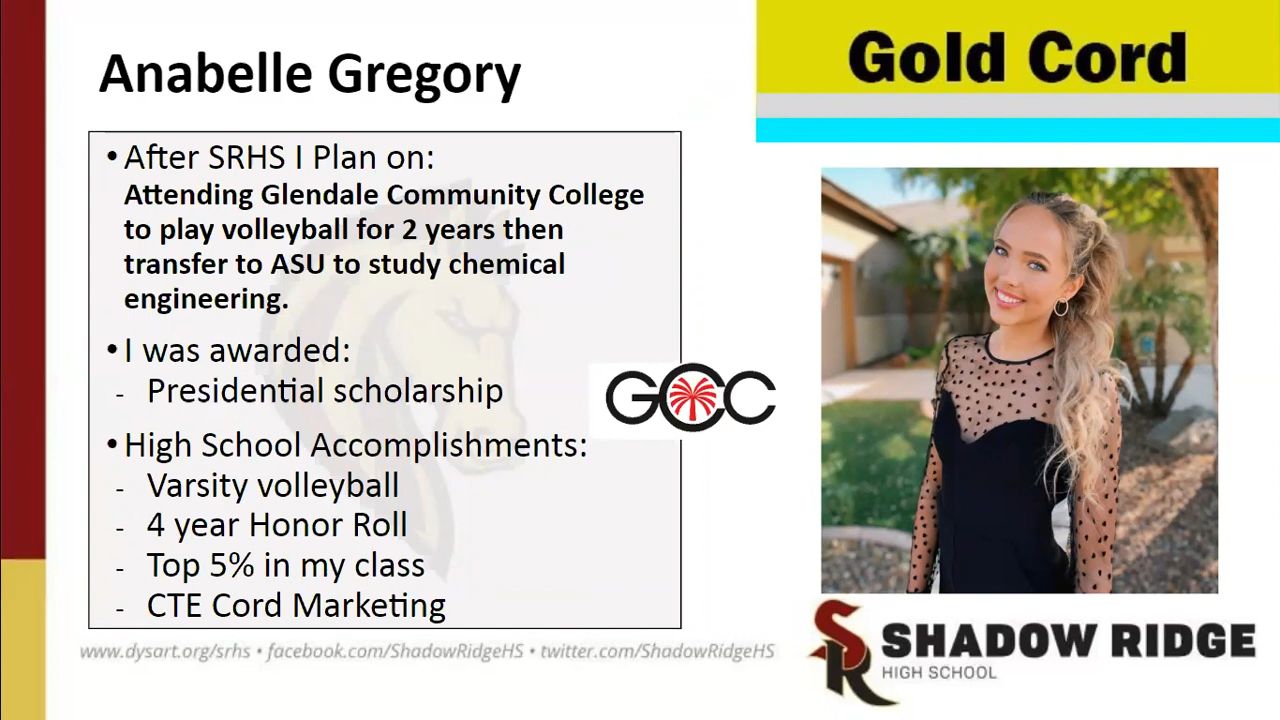 Anabelle Gregory
Gold Cord
•After SRHS I Plan on:
Attending Glendale Community College
to play volleyball for 2 years then
transfer to ASU to study chemical
engineering.
•I was awarded:
- Presidential scholarship
GCC
•High School Accomplishments:
- Varsity volleyball
- 4 year Honor Roll
- Top 5% in my class
- CTE Cord Marketing
www.dysart.org/srhs • facebook.com/ShadowRidgeHS • twitter.com/ShadowRidgeHS
SR
SHADOW RIDGE
HIGH SCHOOL